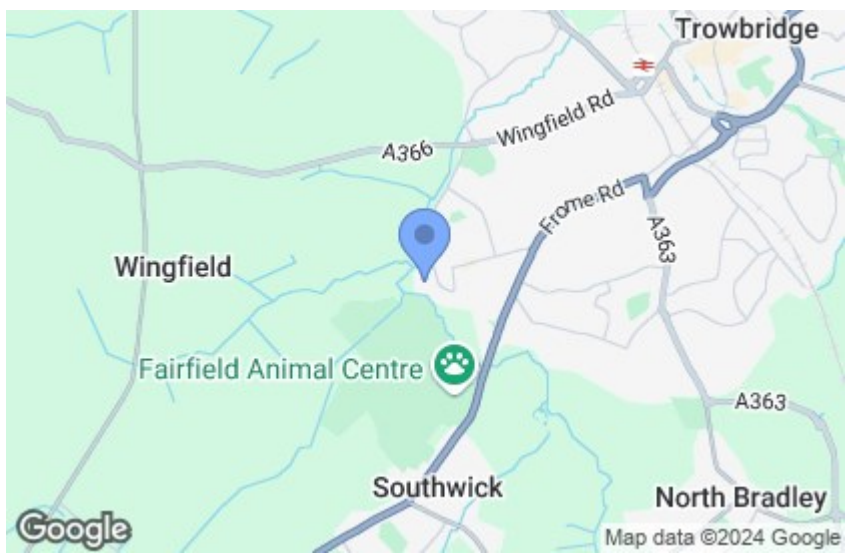 Trowbridge
Wingfield Rd
A366
Frome Rd
A363
Wingfield
Fairfield Animal Centre
A363
Southwick
North Bradley
Google
Map data ©2024 Google